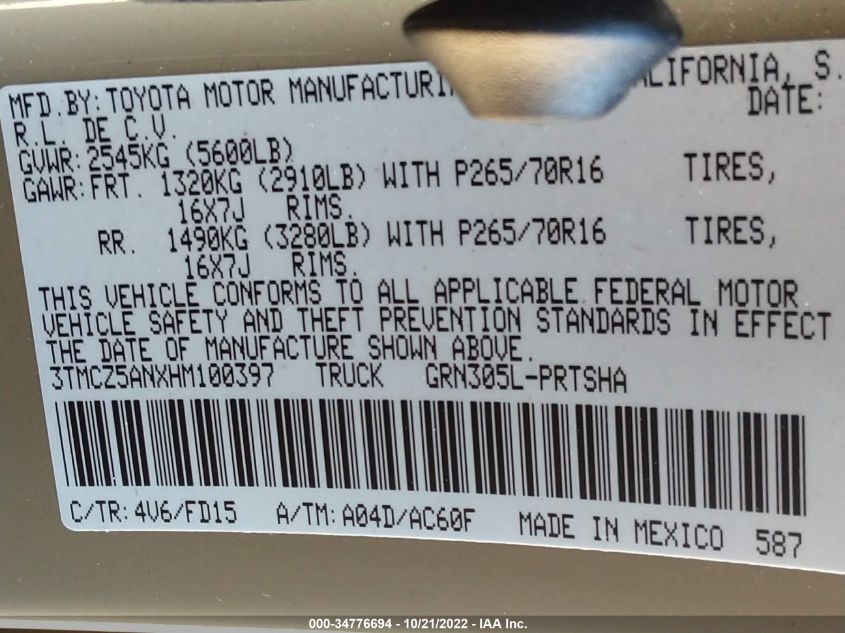 MFD.BY: TOYOTA MOTOR MANUFACTURI ALIFORNIA, S.
R.L. DE C.V. DATE:
GVWR: 2545KG (5600LB)
GAWR: FRT. 1320KG (2910LB) WITH P265/70R16 TIRES,
16X7J RIMS.
RR. 1490KG (3280LB) WITH P265/70R16 TIRES,
16X7J RIMS.
THIS VEHICLE CONFORMS TO ALL APPLICABLE FEDERAL MOTOR
VEHICLE SAFETY AND THEFT PREVENTION STANDARDS IN EFFECT
THE DATE OF MANUFACTURE SHOWN ABOVE.
3TMCZ5ANXHM100397 TRUCK GRN305L-PRTSHA
C/TR: 4V6/FD15 A/TM: A04D/AC60F MADE IN MEXICO 587
000-34776694 - 10/21/2022 - IAA Inc.